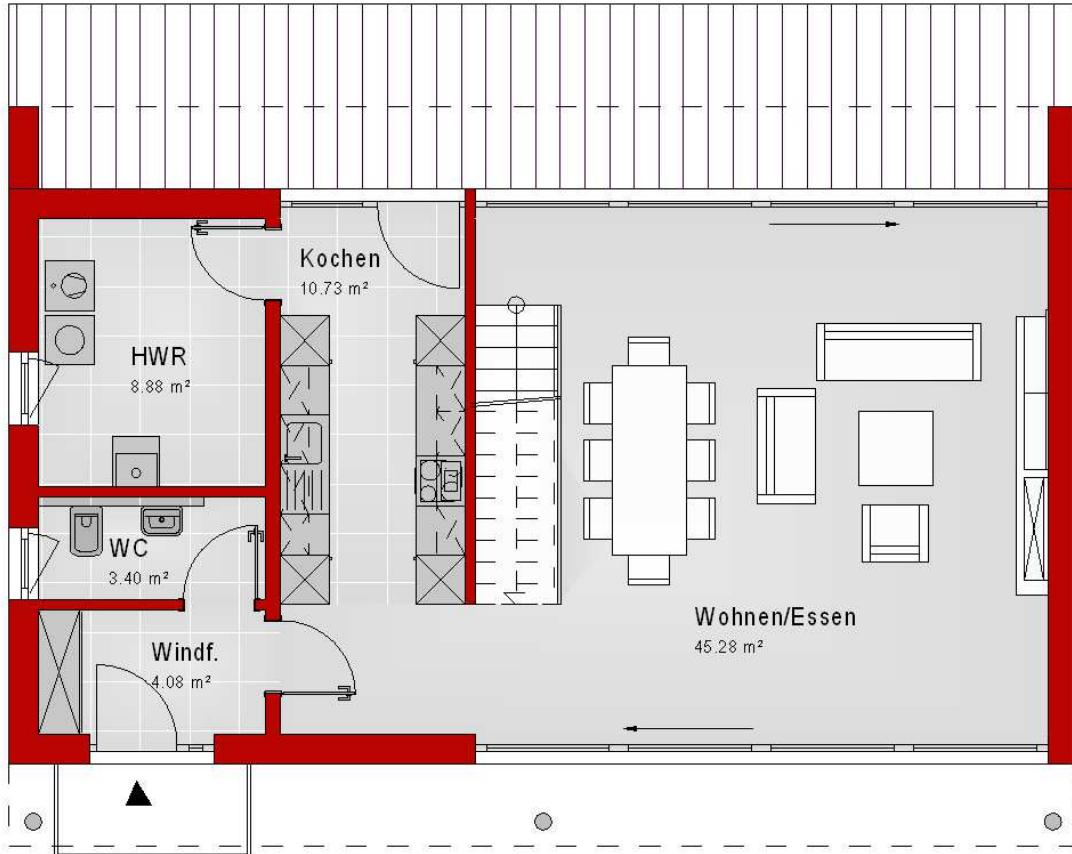 Kochen
10.73 m²
HWR
8.88 m²
WC
3.40 m²
Windf.
4.08 m²
Wohnen/Essen
45.28 m²